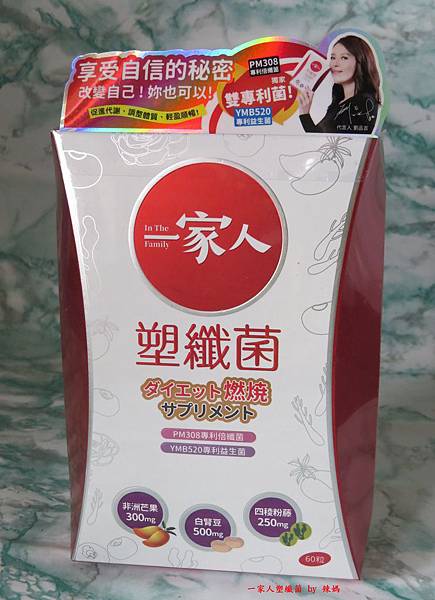 享受自信的秘密
改變自己！妳也可以！
促進代謝、調整體質、輕盈順暢！
PM308
專利倍纖菌
獨家
雙專利菌！
YMB520
專利益生菌
代言人 劉品言
In The
Family
一家人
塑纖菌
ダイエット燃焼
サプリメント
PM308專利倍纖菌
YMB520專利益生菌
非洲芒果
300mg
白腎豆
500mg
四稜粉藤
250mg
60粒
一家人塑纖菌 by 辣媽